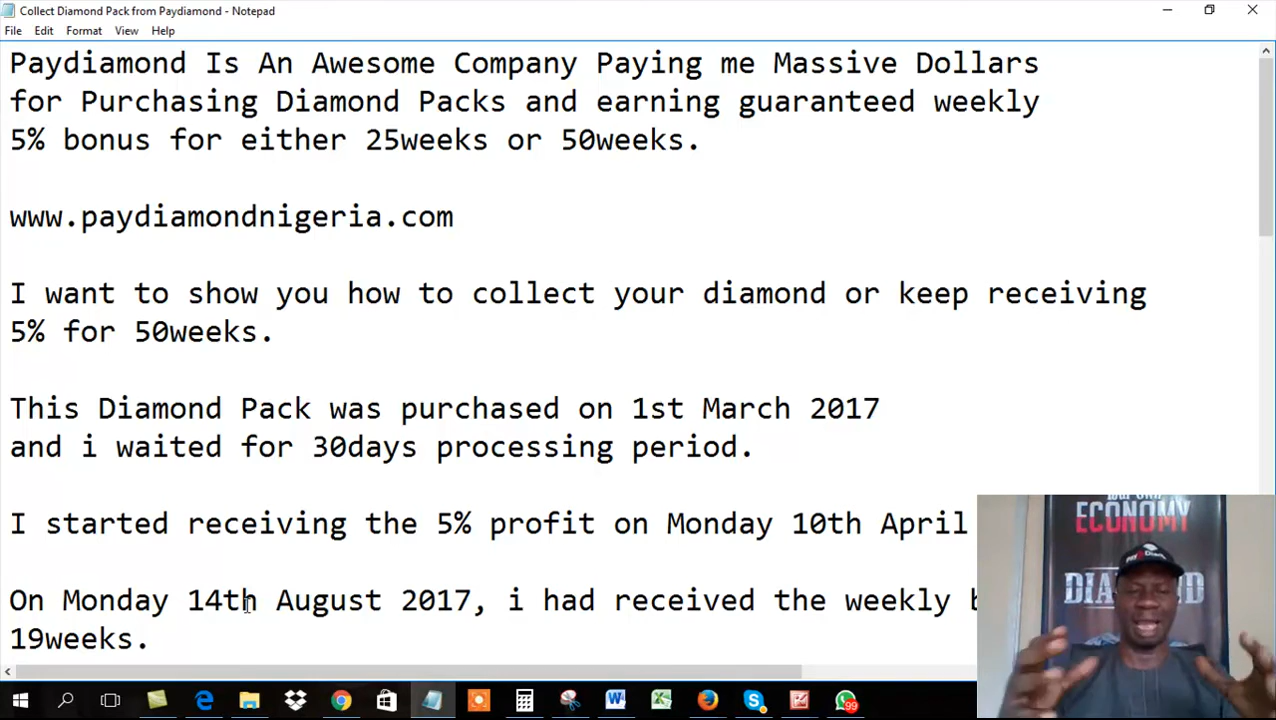 Collect Diamond Pack from Paydiamond - Notepad
File Edit Format View Help
Paydiamond Is An Awesome Company Paying me Massive Dollars
for Purchasing Diamond Packs and earning guaranteed weekly
5% bonus for either 25weeks or 50weeks.
www.paydiamondnigeria.com
I want to show you how to collect your diamond or keep receiving
5% for 50weeks.
This Diamond Pack was purchased on 1st March 2017
and i waited for 30days processing period.
I started receiving the 5% profit on Monday 10th April
On Monday 14th August 2017, i had received the weekly
19weeks.
ECONOMY
DIAMOND
99